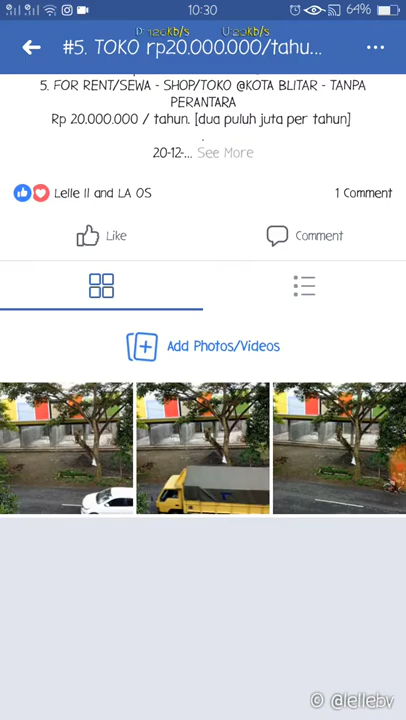 D: 120Kb/s U: 20Kb/s
10:30
64%
#5. TOKO rp20.000.000/tahu...
5. FOR RENT/SEWA - SHOP/TOKO @KOTA BLITAR - TANPA
PERANTARA
Rp 20.000.000 / tahun. [dua puluh juta per tahun]
.
20-12-... See More
Lelle II and LA OS
1 Comment
Like
Comment
Add Photos/Videos
© @lellebv